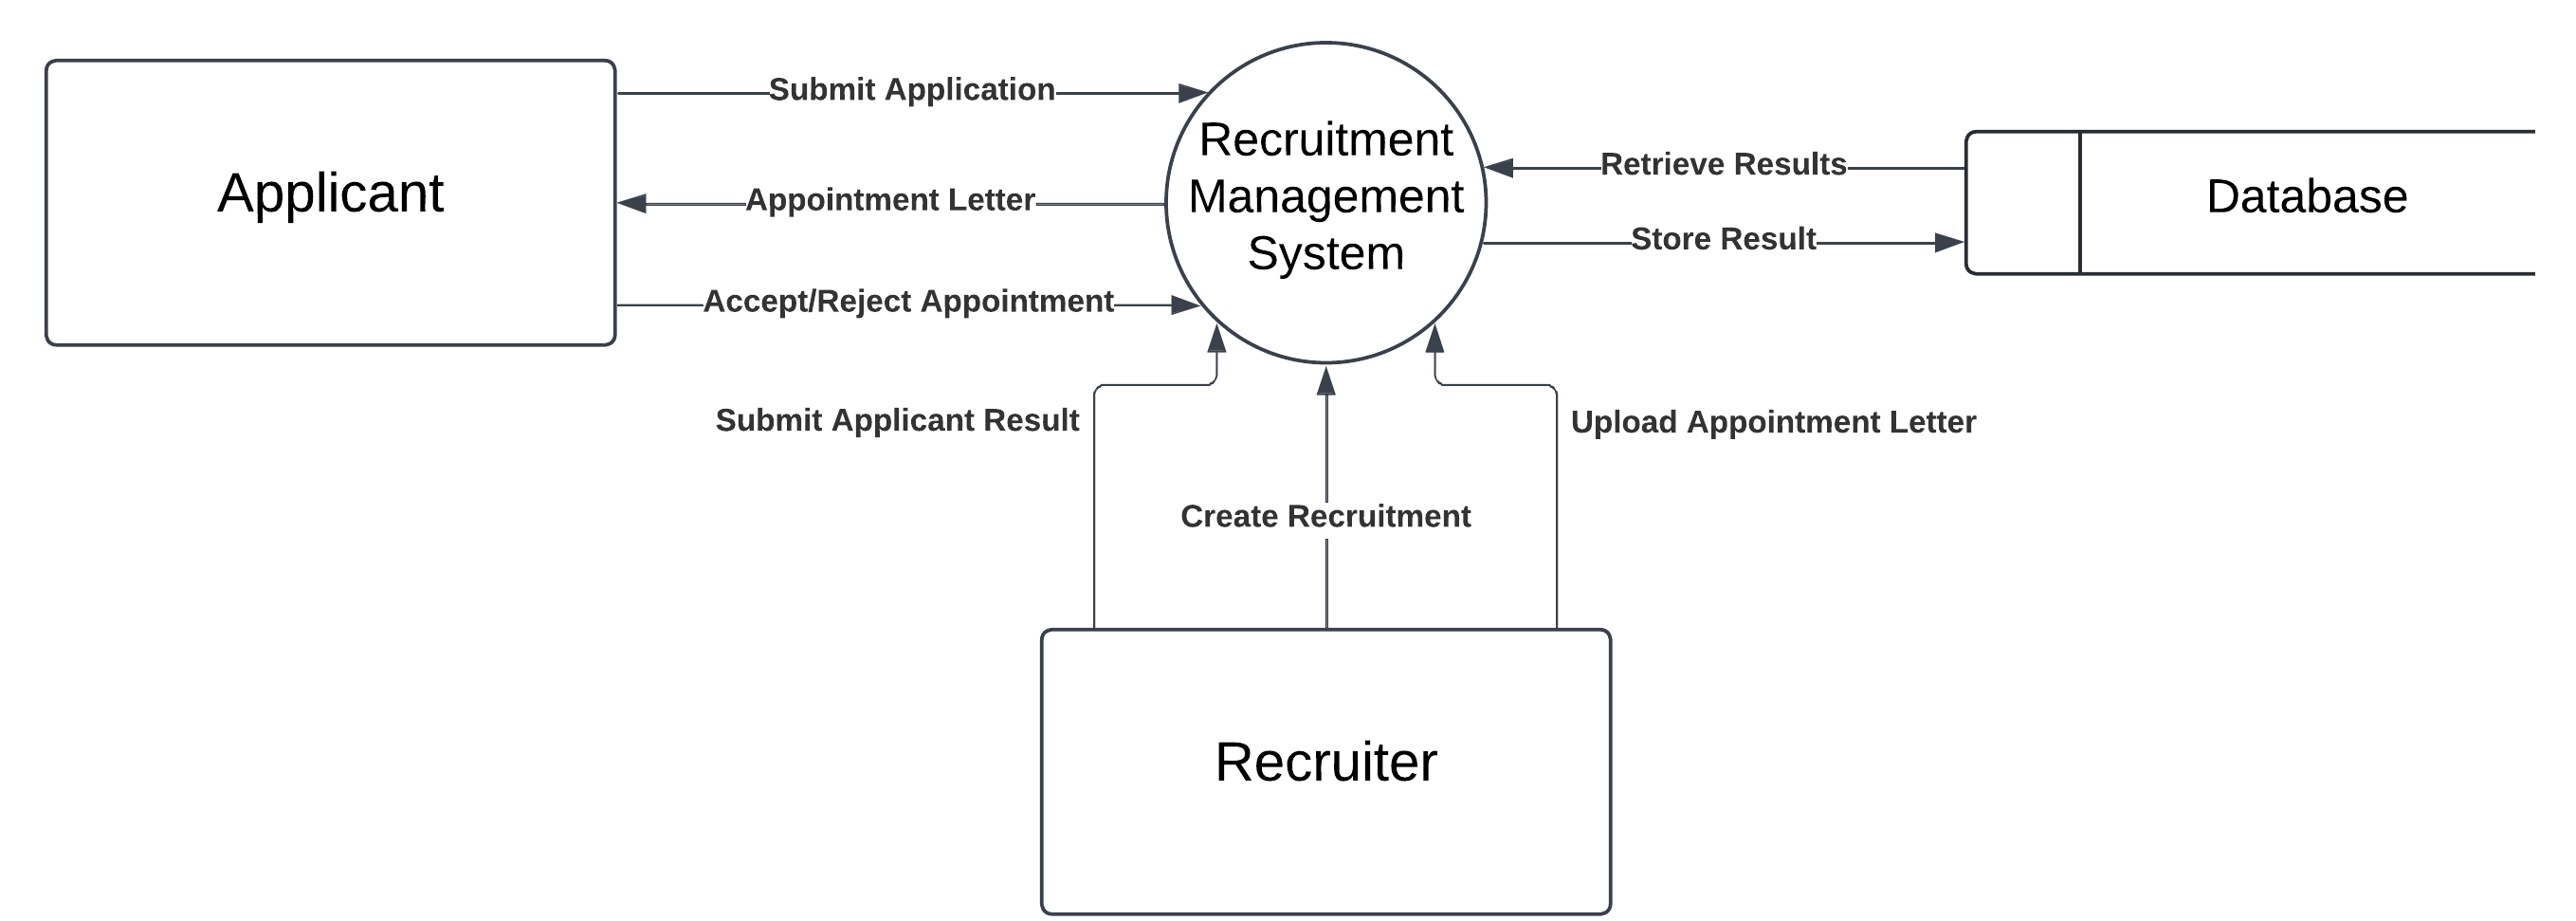 Applicant
Submit Application
Appointment Letter
Accept/Reject Appointment
Recruitment
Management
System
Retrieve Results
Store Result
Database
Submit Applicant Result
Create Recruitment
Upload Appointment Letter
Recruiter